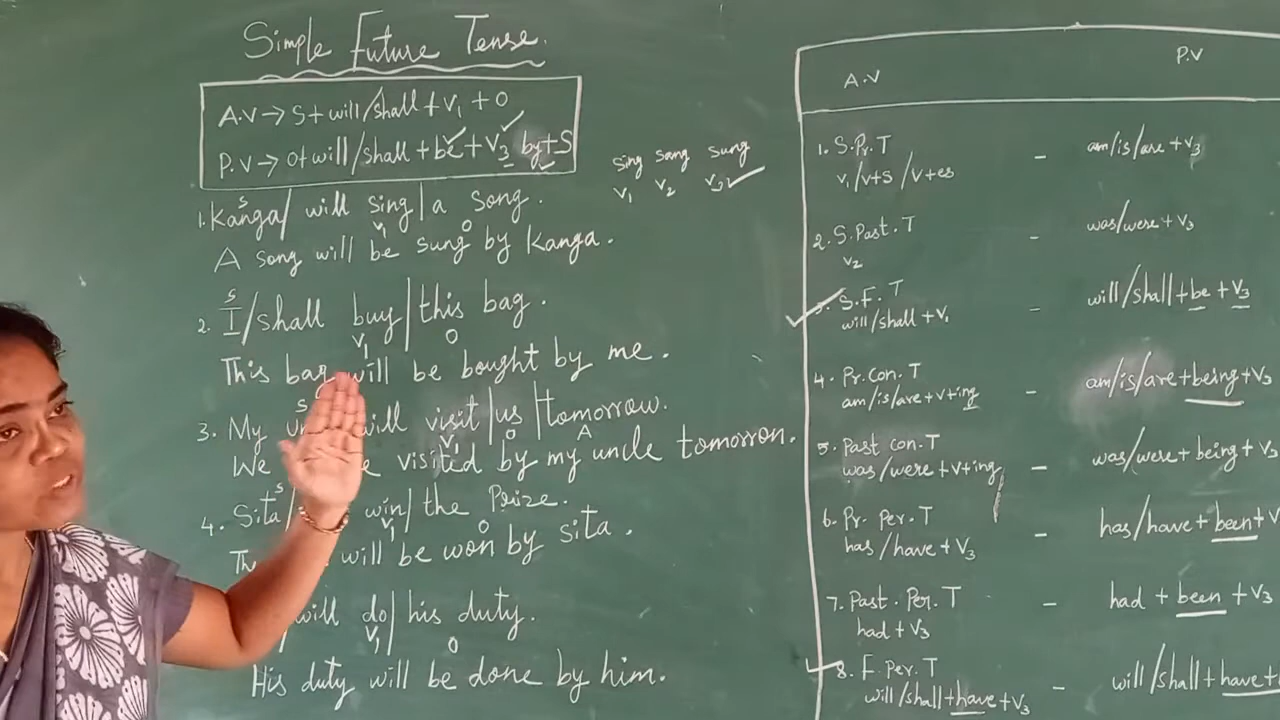 Simple Future Tense.
A.V → S + will/shall + V1 + O
P.V → O + will/shall + be + V3 by + S
sing sang sung
V1 V2 V3
S
1. Kanga/ will sing/a song.
V1 O
A song will be sung by Kanga.
S
2. I/shall buy/this bag.
V1 O
This bag will be bought by me.
S
3. My will visit/us/tomorrow.
V1 O A
We visited by my uncle tomorrow.
S
4. Sita/ win/ the Prize.
V1 O
will be won by sita.
will do/ his duty.
V1 O
His duty will be done by him.
A.V P.V
1. S.Pr.T - am/is/are + V3
V1/V+s/V+es
2. S.Past.T - was/were + V3
V2
S.F.T - will/shall + be + V3
will/shall + V1
4. Pr.Con.T - am/is/are + being + V3
am/is/are + V+ing
5. Past con.T - was/were + being + V3
was/were + V+ing
6. Pr. Per.T - has/have + been + V
has/have + V3
7. Past. Per. T - had + been + V3
had + V3
8. F. Per. T - will/shall + have +
will/shall + have + V3